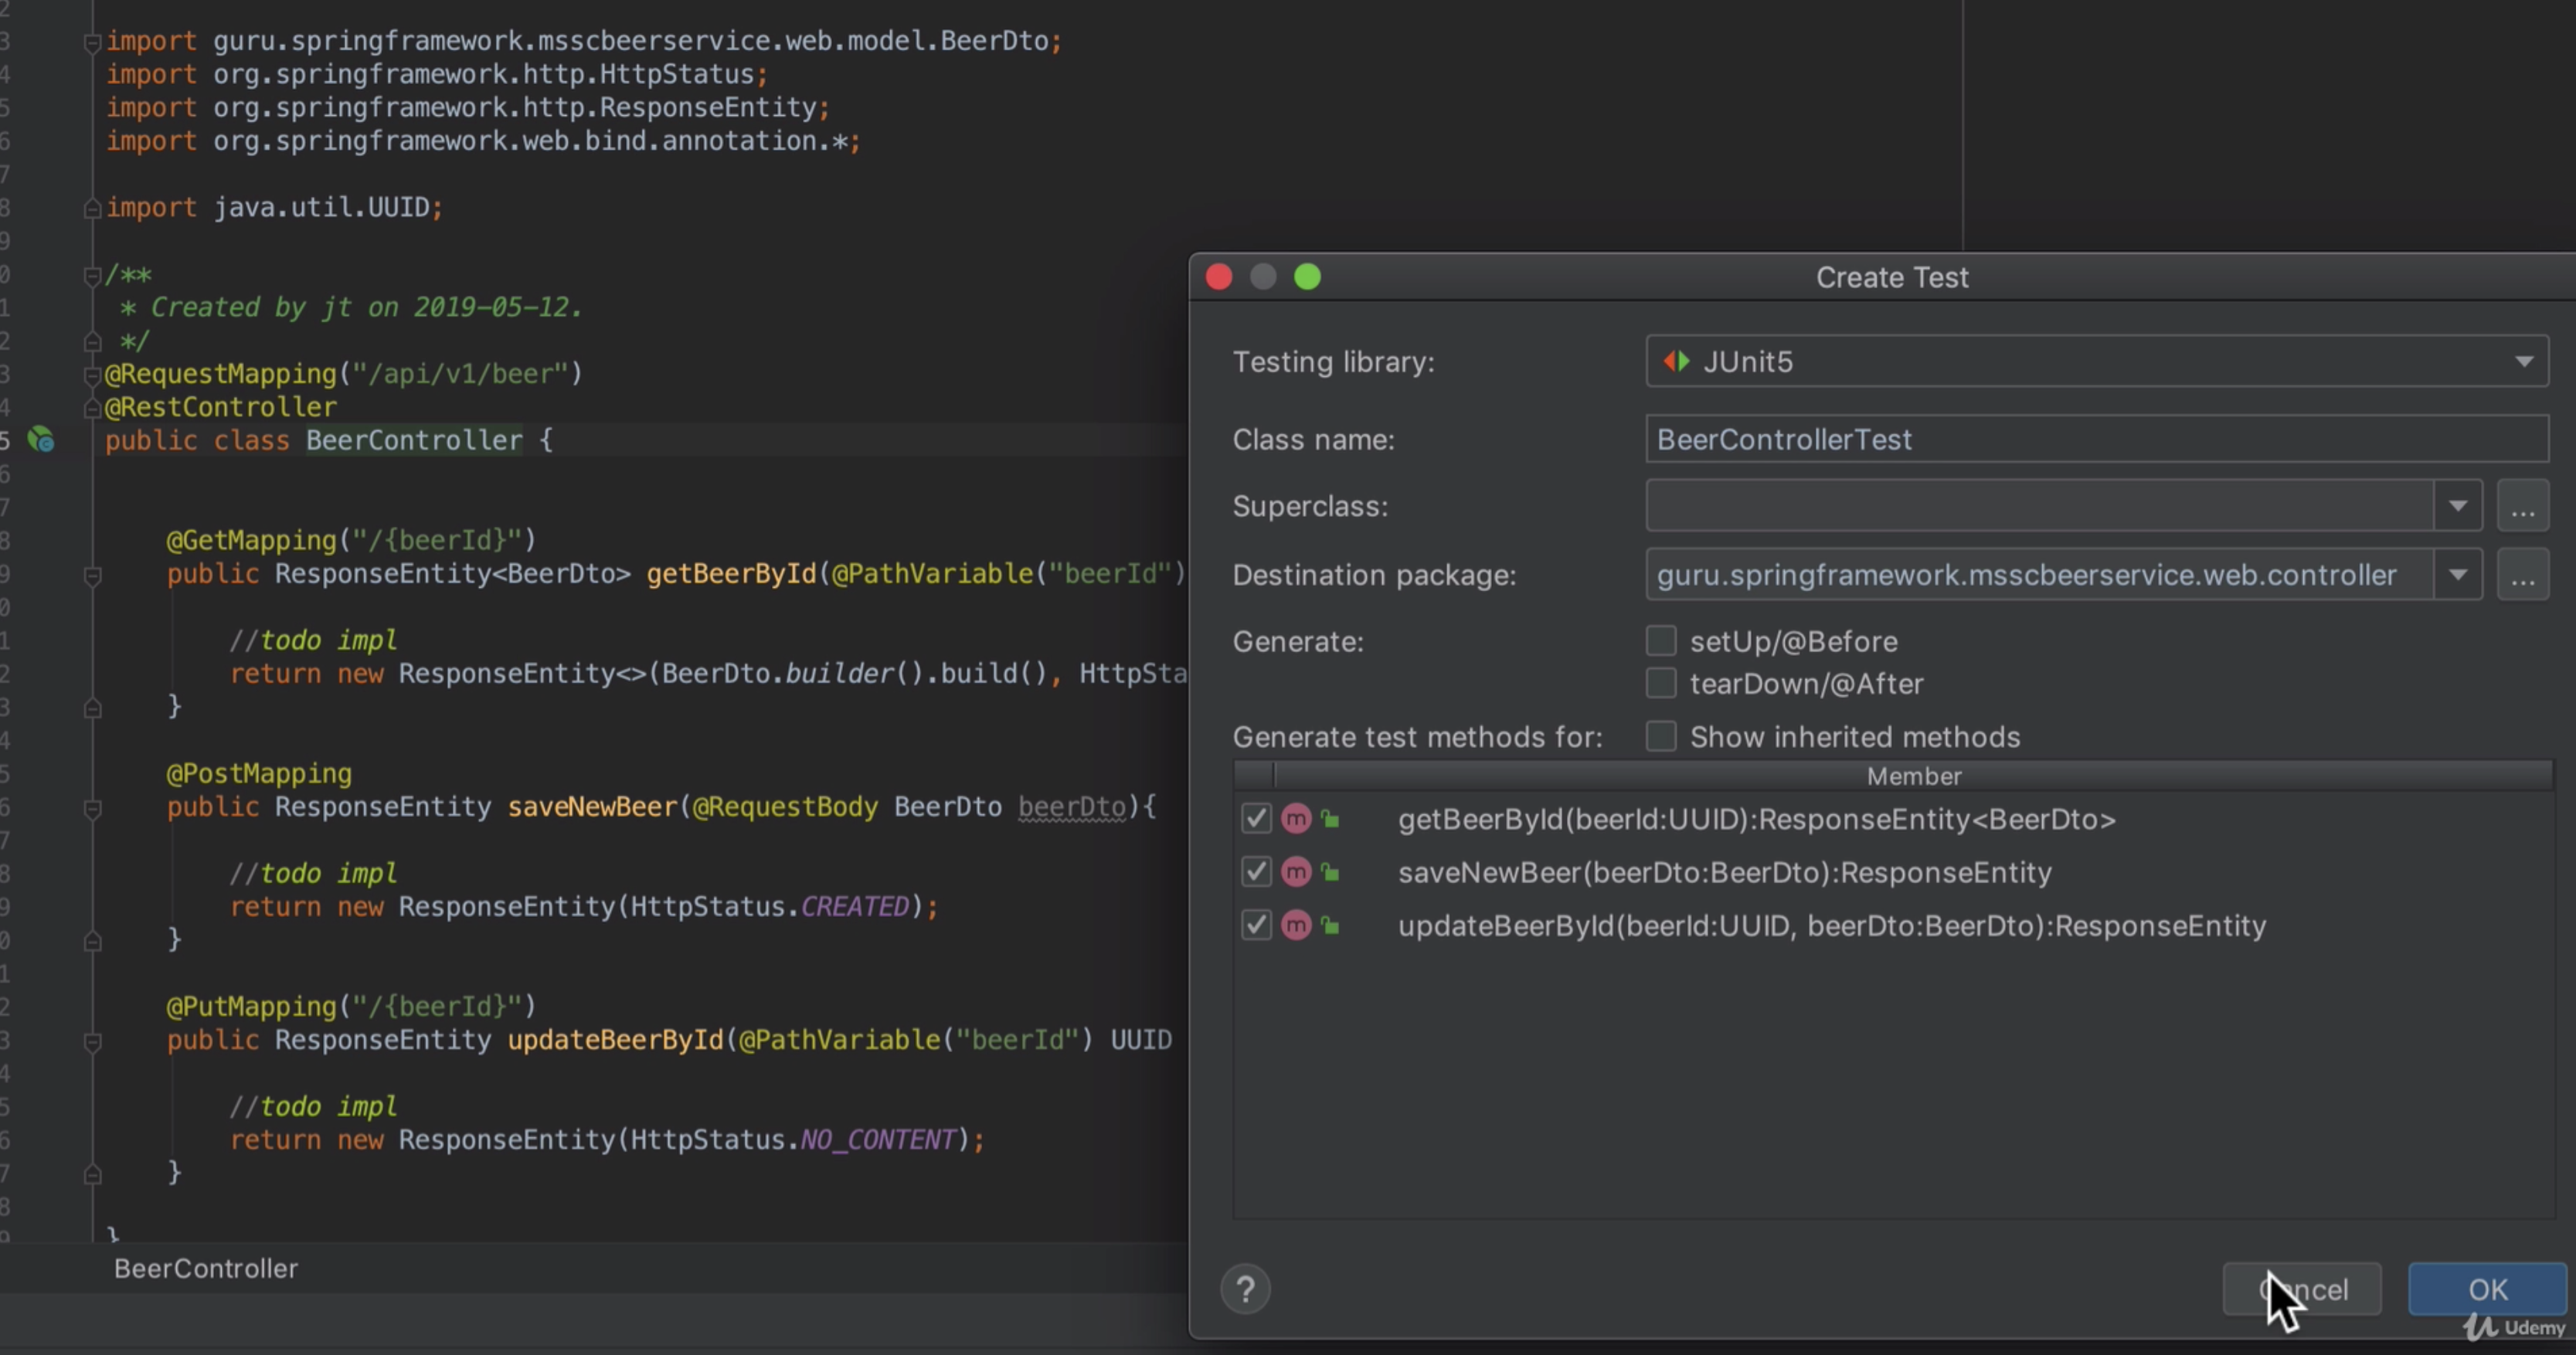 import guru.springframework.msscbeerservice.web.model.BeerDto;
import org.springframework.http.HttpStatus;
import org.springframework.http.ResponseEntity;
import org.springframework.web.bind.annotation.*;
import java.util.UUID;
/**
* Created by jt on 2019-05-12.
*/
@RequestMapping("/api/v1/beer")
@RestController
public class BeerController {
@GetMapping("/{beerId}")
public ResponseEntity<BeerDto> getBeerById(@PathVariable("beerId")
//todo impl
return new ResponseEntity<>(BeerDto.builder().build(), HttpSta
}
@PostMapping
public ResponseEntity saveNewBeer(@RequestBody BeerDto beerDto){
//todo impl
return new ResponseEntity(HttpStatus.CREATED);
}
@PutMapping("/{beerId}")
public ResponseEntity updateBeerById(@PathVariable("beerId") UUID
//todo impl
return new ResponseEntity(HttpStatus.NO_CONTENT);
}
}
BeerController
Create Test
Testing library: JUnit5
Class name: BeerControllerTest
Superclass: ...
Destination package: guru.springframework.msscbeerservice.web.controller ...
Generate: setUp/@Before
tearDown/@After
Generate test methods for: Show inherited methods
Member
m getBeerById(beerId:UUID):ResponseEntity<BeerDto>
m saveNewBeer(beerDto:BeerDto):ResponseEntity
m updateBeerById(beerId:UUID, beerDto:BeerDto):ResponseEntity
? Cancel OK
Udemy